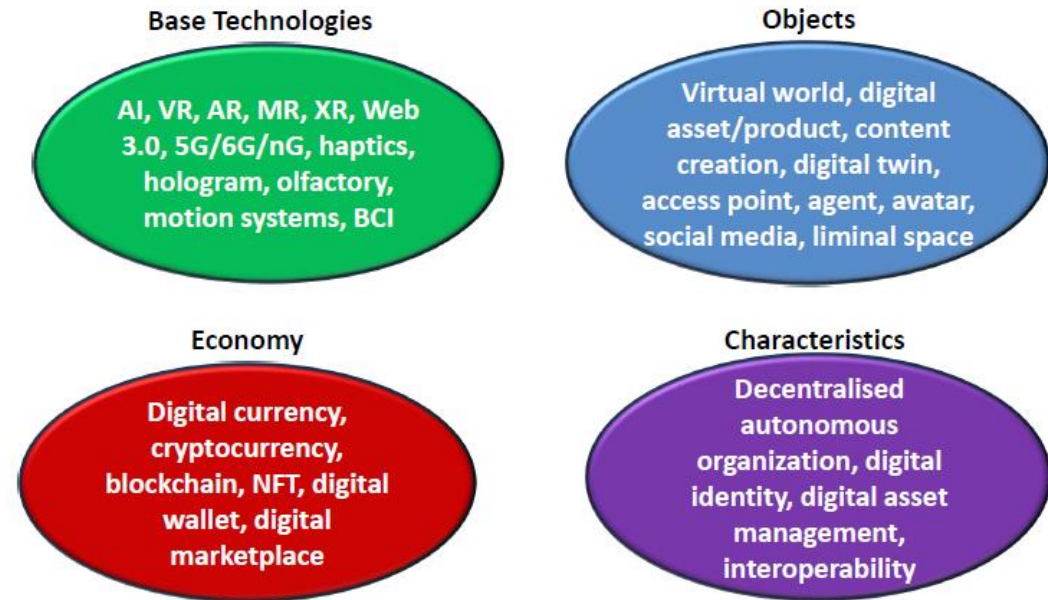 Base Technologies
AI, VR, AR, MR, XR, Web
3.0, 5G/6G/nG, haptics,
hologram, olfactory,
motion systems, BCI
Objects
Virtual world, digital
asset/product, content
creation, digital twin,
access point, agent, avatar,
social media, liminal space
Economy
Digital currency,
cryptocurrency,
blockchain, NFT, digital
wallet, digital
marketplace
Characteristics
Decentralised
autonomous
organization, digital
identity, digital asset
management,
interoperability